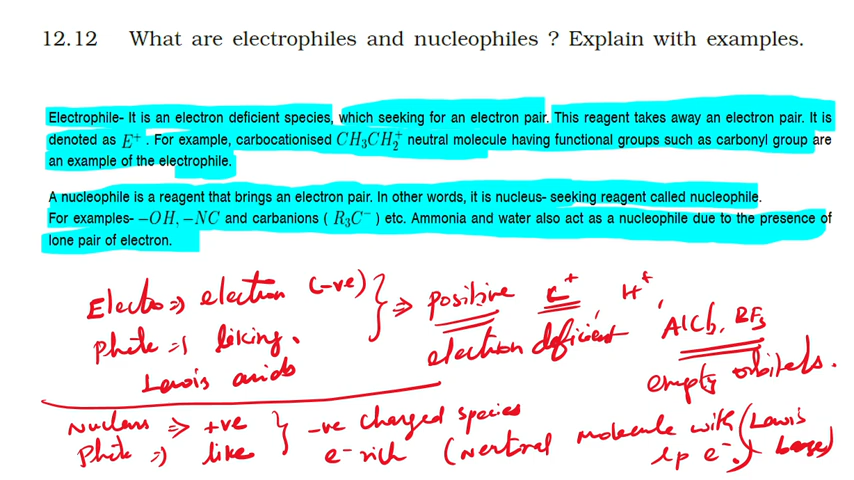 12.12 What are electrophiles and nucleophiles ? Explain with examples.
Electrophile- It is an electron deficient species, which seeking for an electron pair. This reagent takes away an electron pair. It is
denoted as E⁺ . For example, carbocationised CH₃CH₂⁺ neutral molecule having functional groups such as carbonyl group are
an example of the electrophile.
A nucleophile is a reagent that brings an electron pair. In other words, it is nucleus- seeking reagent called nucleophile.
For examples- −OH, −NC and carbanions ( R₃C⁻ ) etc. Ammonia and water also act as a nucleophile due to the presence of
lone pair of electron.
Electro ⇒ electron (-ve) } ⇒ positive C⁺, H⁺,
Phile ⇒ liking. electron deficient AlCl₃, BF₃
Lewis acids empty orbitals.
Nucleus ⇒ +ve } -ve charged species
Phile ⇒ like e- rich (neutral molecule with lp e-.) (Lewis bases)